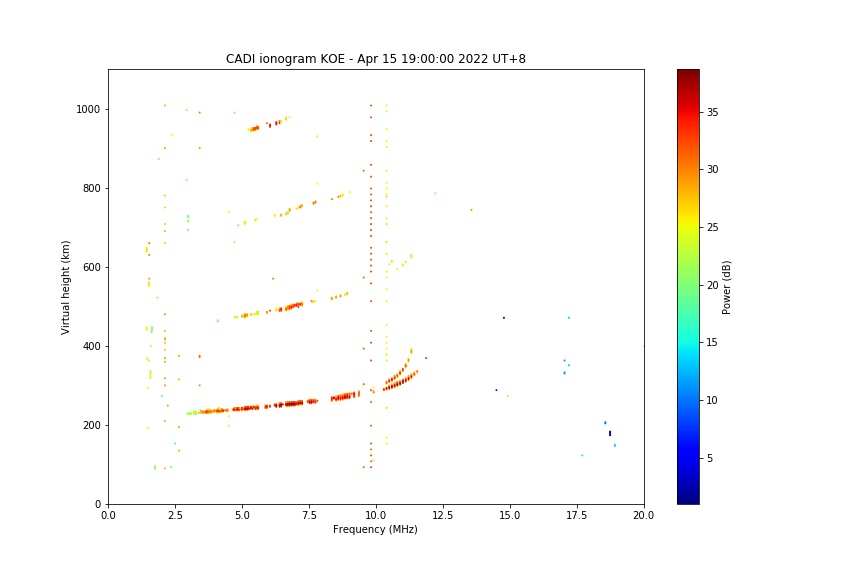 CADI ionogram KOE - Apr 15 19:00:00 2022 UT+8
1000
800
600
400
200
0
Virtual height (km)
0.0 2.5 5.0 7.5 10.0 12.5 15.0 17.5 20.0
Frequency (MHz)
35
30
25
20
15
10
5
Power (dB)